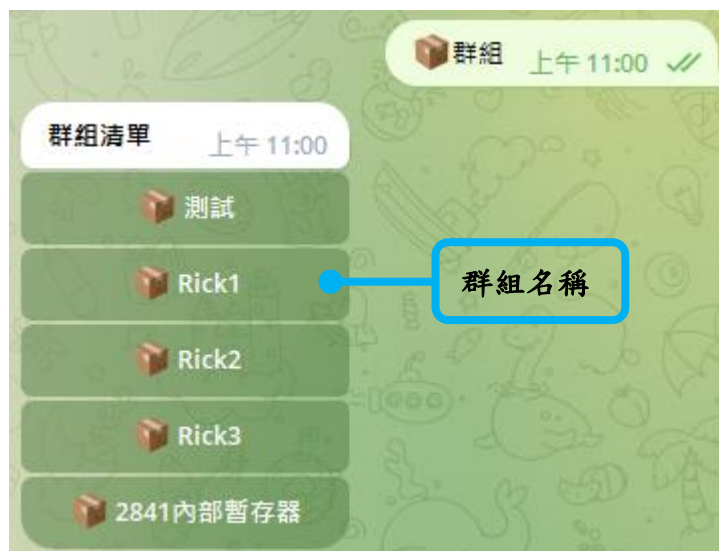 📦群組 上午 11:00
群組清單 上午 11:00
📦 測試
📦 Rick1
群組名稱
📦 Rick2
📦 Rick3
📦 2841內部暫存器